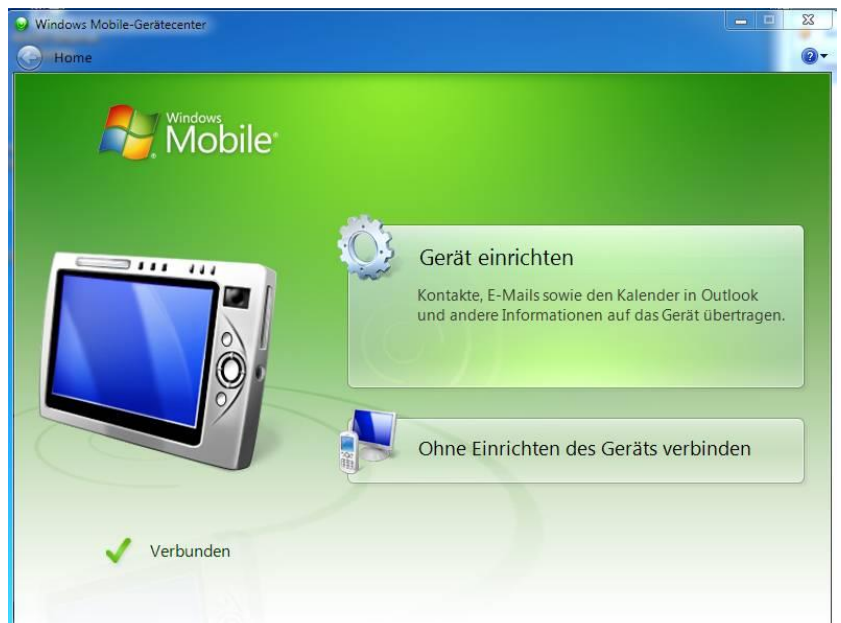 Windows Mobile-Gerätecenter
Home
Windows
Mobile®
Gerät einrichten
Kontakte, E-Mails sowie den Kalender in Outlook
und andere Informationen auf das Gerät übertragen.
Ohne Einrichten des Geräts verbinden
Verbunden